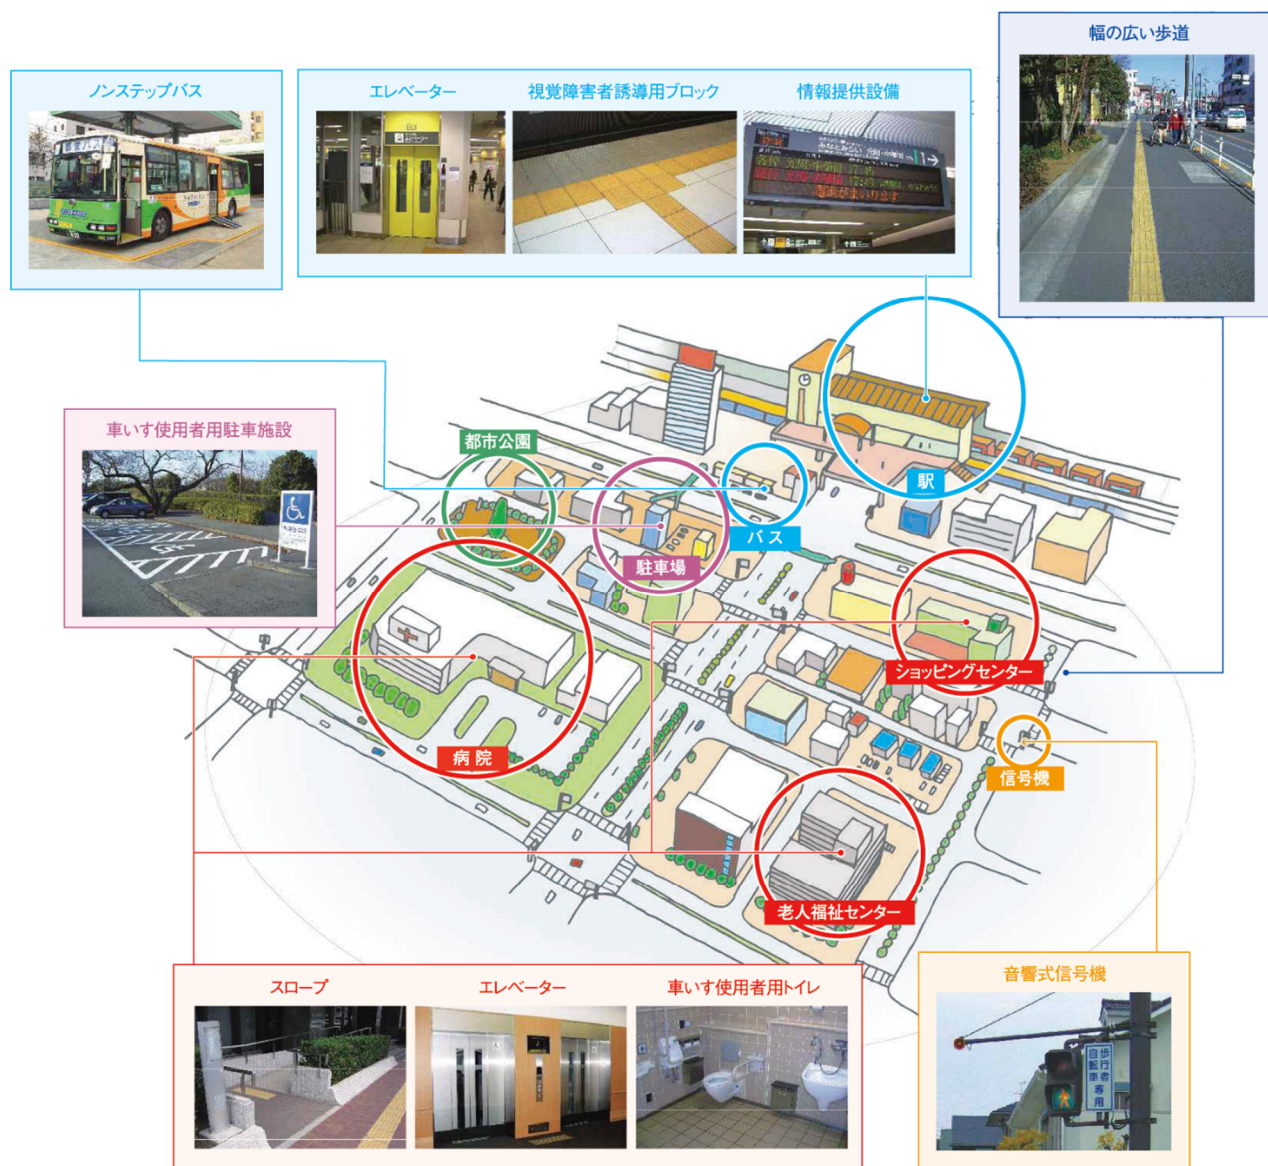 幅の広い歩道
ノンステップバス
エレベーター
視覚障害者誘導用ブロック
情報提供設備
B3
1→
車いす使用者用駐車施設
都市公園
駅
バス
駐車場
ショッピングセンター
病院
信号機
老人福祉センター
スロープ
エレベーター
車いす使用者用トイレ
音響式信号機
歩行者
自転車専用